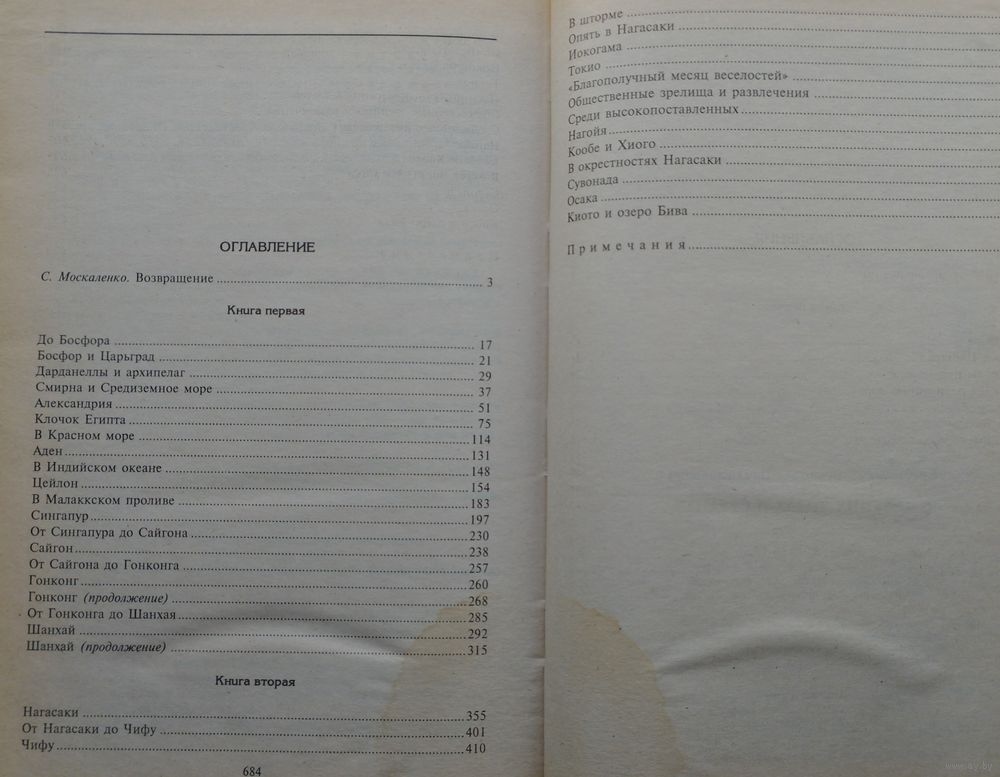 ОГЛАВЛЕНИЕ
С. Москаленко. Возвращение 3
Книга первая
До Босфора 17
Босфор и Царьград 21
Дарданеллы и архипелаг 29
Смирна и Средиземное море 37
Александрия 51
Клочок Египта 75
В Красном море 114
Аден 131
В Индийском океане 148
Цейлон 154
В Малаккском проливе 183
Сингапур 197
От Сингапура до Сайгона 230
Сайгон 238
От Сайгона до Гонконга 257
Гонконг 260
Гонконг (продолжение) 268
От Гонконга до Шанхая 285
Шанхай 292
Шанхай (продолжение) 315
Книга вторая
Нагасаки 355
От Нагасаки до Чифу 401
Чифу 410
684
В шторме
Опять в Нагасаки
Иокогама
Токио
«Благополучный месяц веселостей»
Общественные зрелища и развлечения
Среди высокопоставленных
Нагойя
Кообе и Хиого
В окрестностях Нагасаки
Сувонада
Осака
Киото и озеро Бива
Примечания
www.ay.by